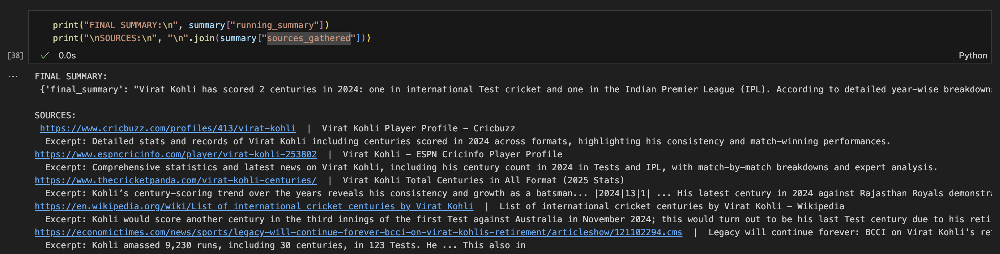 print("FINAL SUMMARY:\n", summary["running_summary"])
print("\nSOURCES:\n", "\n".join(summary["sources_gathered"]))
[38] ✓ 0.0s Python
... FINAL SUMMARY:
{'final_summary': "Virat Kohli has scored 2 centuries in 2024: one in international Test cricket and one in the Indian Premier League (IPL). According to detailed year-wise breakdown
SOURCES:
https://www.cricbuzz.com/profiles/413/virat-kohli | Virat Kohli Player Profile - Cricbuzz
Excerpt: Detailed stats and records of Virat Kohli including centuries scored in 2024 across formats, highlighting his consistency and match-winning performances.
https://www.espncricinfo.com/player/virat-kohli-253802 | Virat Kohli - ESPN Cricinfo Player Profile
Excerpt: Comprehensive statistics and latest news on Virat Kohli, including his century count in 2024 in Tests and IPL, with match-by-match breakdowns and expert analysis.
https://www.thecricketpanda.com/virat-kohli-centuries/ | Virat Kohli Total Centuries in All Format (2025 Stats)
Excerpt: Kohli’s century-scoring trend over the years reveals his consistency and growth as a batsman... |2024|13|1| ... His latest century in 2024 against Rajasthan Royals demonstr
https://en.wikipedia.org/wiki/List_of_international_cricket_centuries_by_Virat_Kohli | List of international cricket centuries by Virat Kohli - Wikipedia
Excerpt: Kohli would score another century in the third innings of the first Test against Australia in November 2024; this would turn out to be his last Test century due to his reti
https://economictimes.com/news/sports/legacy-will-continue-forever-bcci-on-virat-kohlis-retirement/articleshow/121102294.cms | Legacy will continue forever: BCCI on Virat Kohli's re
Excerpt: Kohli amassed 9,230 runs, including 30 centuries, in 123 Tests. He ... This also in